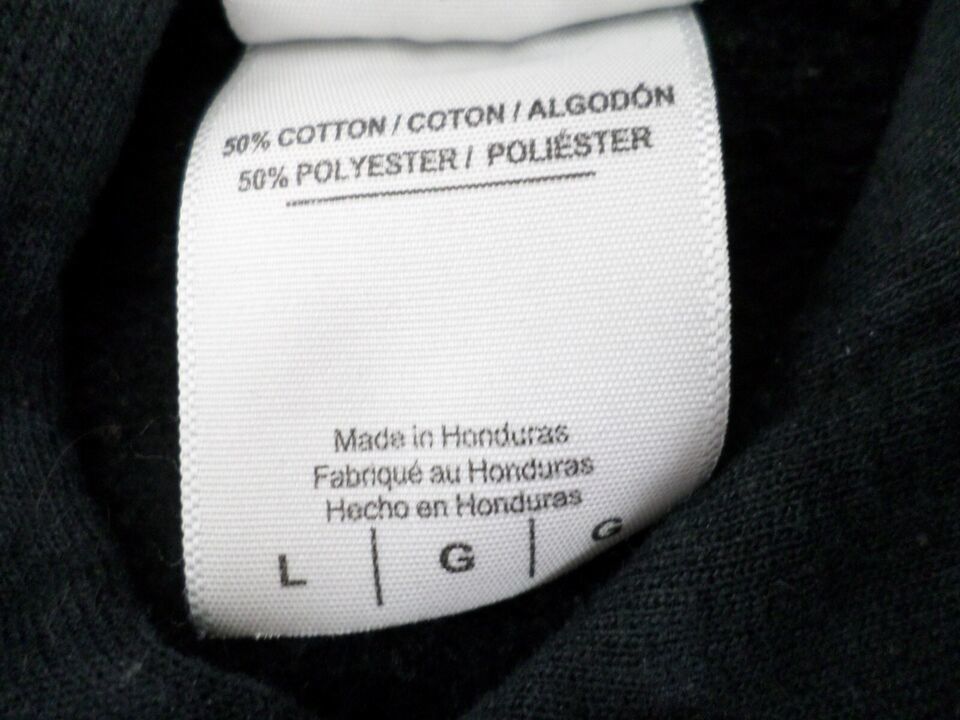 50% COTTON / COTON / ALGODÓN
50% POLYESTER / POLIÉSTER
Made in Honduras
Fabriqué au Honduras
Hecho en Honduras
L | G | G